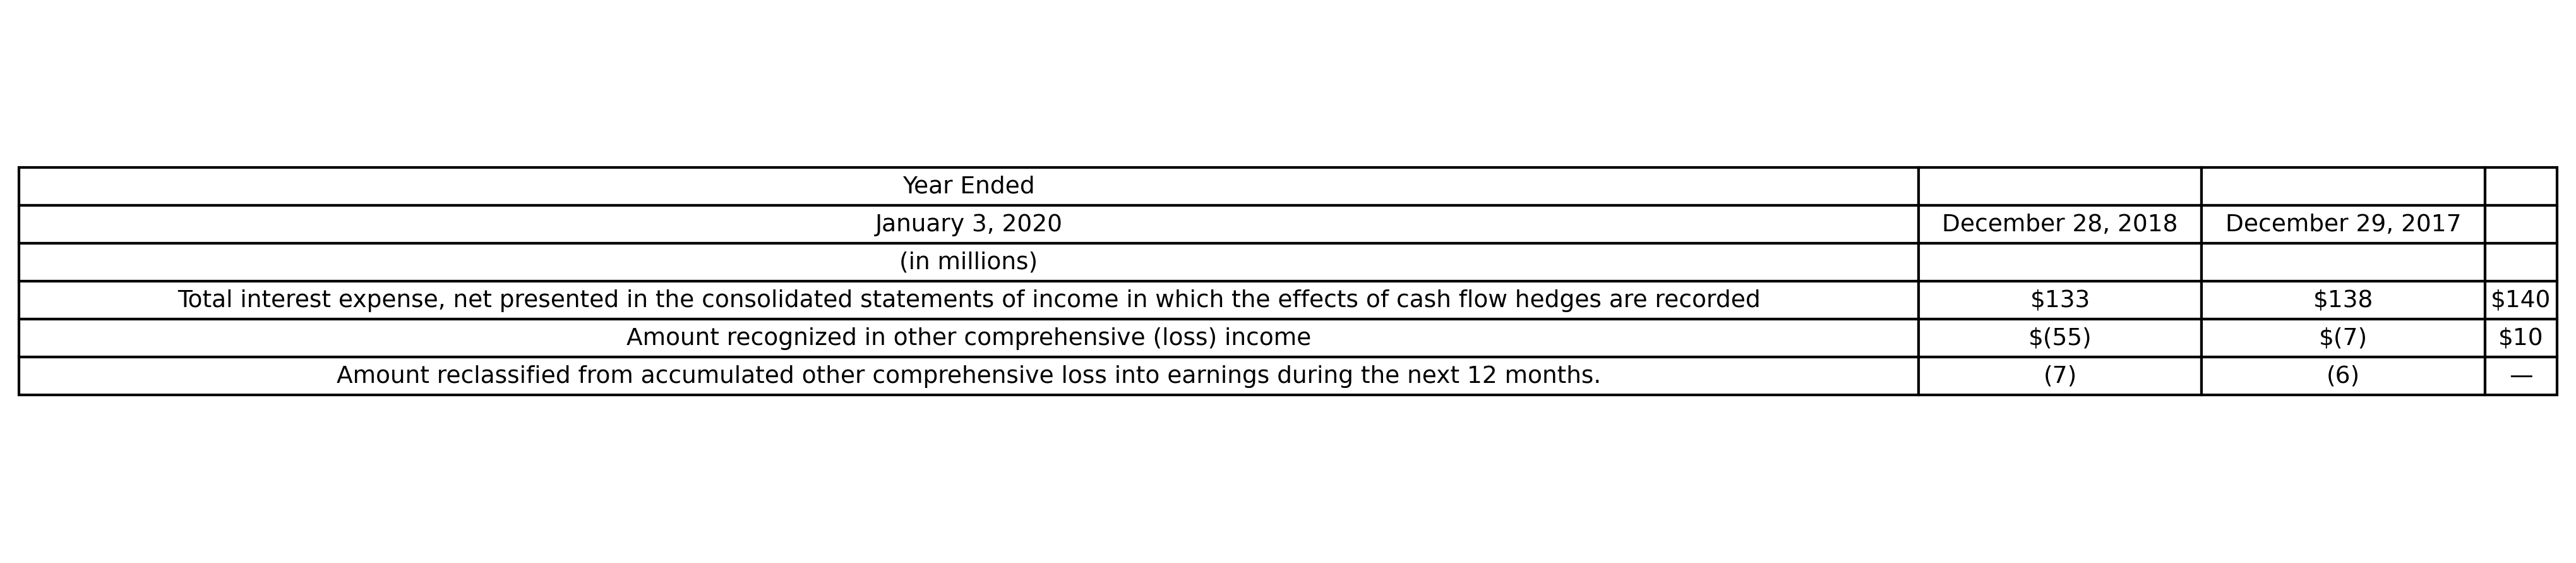 Year Ended
January 3, 2020 December 28, 2018 December 29, 2017
(in millions)
Total interest expense, net presented in the consolidated statements of income in which the effects of cash flow hedges are recorded $133 $138 $140
Amount recognized in other comprehensive (loss) income $(55) $(7) $10
Amount reclassified from accumulated other comprehensive loss into earnings during the next 12 months. (7) (6) —